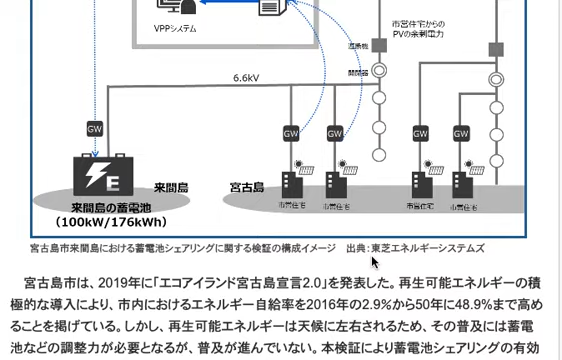 VPPシステム
市営住宅からの
PVの余剰電力
遮断器
開閉器
6.6kV
GW
GW
GW
E
来間島
宮古島
来間島の蓄電池
(100kW/176kWh)
市営住宅
市営住宅
市営住宅
市営住宅
宮古島市来間島における蓄電池シェアリングに関する検証の構成イメージ　出典：東芝エネルギーシステムズ
宮古島市は、2019年に「エコアイランド宮古島宣言2.0」を発表した。再生可能エネルギーの積
極的な導入により、市内におけるエネルギー自給率を2016年の2.9%から50年に48.9%まで高め
ることを掲げている。しかし、再生可能エネルギーは天候に左右されるため、その普及には蓄電
池などの調整力が必要となるが、普及が進んでいない。本検証により蓄電池シェアリングの有効